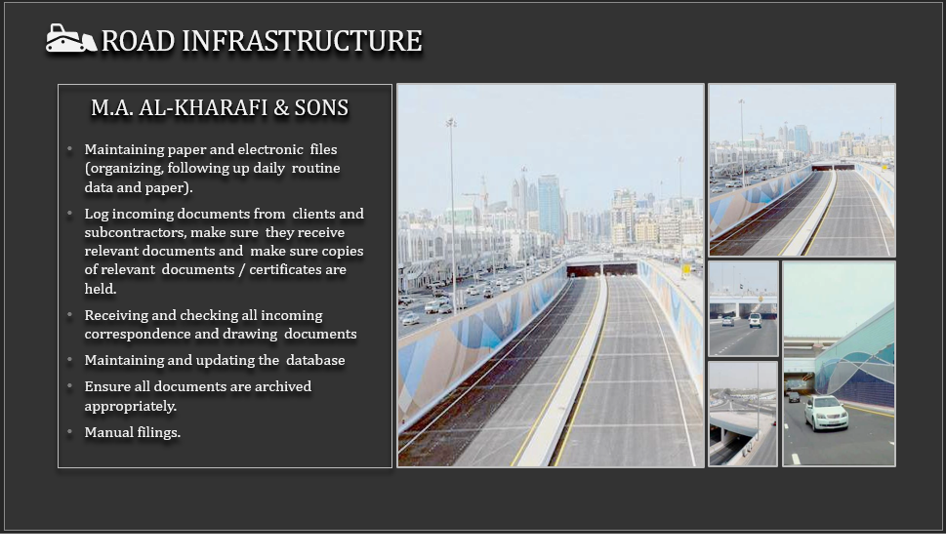 ROAD INFRASTRUCTURE
M.A. AL-KHARAFI & SONS
• Maintaining paper and electronic files
(organizing, following up daily routine
data and paper).
• Log incoming documents from clients and
subcontractors, make sure they receive
relevant documents and make sure copies
of relevant documents / certificates are
held.
• Receiving and checking all incoming
correspondence and drawing documents
• Maintaining and updating the database
• Ensure all documents are archived
appropriately.
• Manual filings.